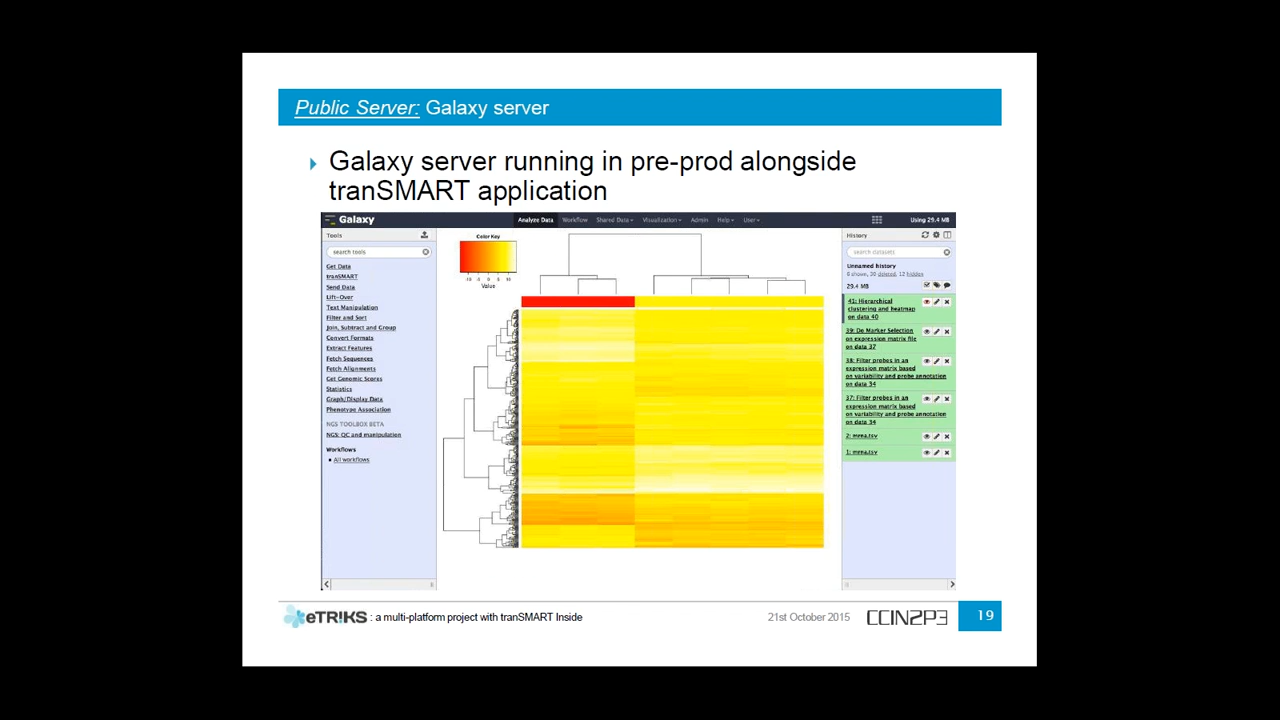 Public Server: Galaxy server
Galaxy server running in pre-prod alongside
tranSMART application
Galaxy
Analyze Data Workflow Shared Data Visualization Admin Help User
Using 29.4 MB
Tools
search tools
Get Data
tranSMART
Send Data
Lift-Over
Text Manipulation
Filter and Sort
Join, Subtract and Group
Convert Formats
Extract Features
Fetch Sequences
Fetch Alignments
Get Genomic Scores
Statistics
Graph/Display Data
Phenotype Association
NGS TOOLBOX BETA
NGS: QC and manipulation
Workflows
All workflows
Color Key
Value
History
search datasets
Unnamed history
29.4 MB
41: Hierarchical
clustering and heatmap
on data 40
39: Do Marker Selection
on expression matrix file
on data 37
38: Filter probes in an
expression matrix based
on variability and probe annotation
on data 34
37: Filter probes in an
expression matrix based
on variability and probe annotation
on data 34
2: mrna.tsv
1: mrna.tsv
eTRIKS : a multi-platform project with tranSMART Inside
21st October 2015
CCIN2P3
19